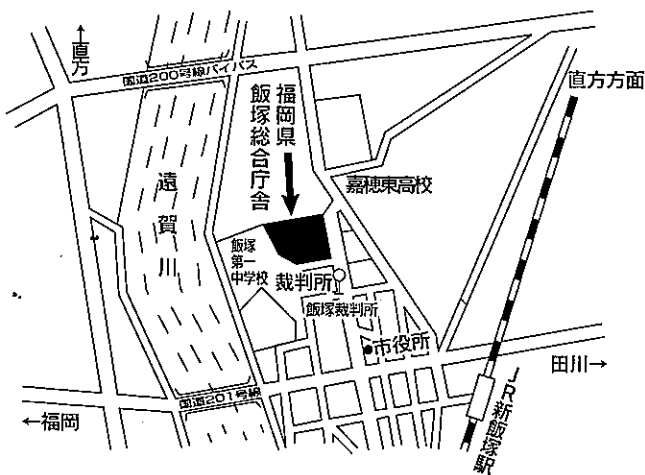 ↑直方
国道200号線バイパス
直方方面
福岡県
飯塚総合庁舎
嘉穂東高校
遠賀川
飯塚
第一
中学校
裁判所
飯塚裁判所
市役所
田川→
国道201号線
←福岡
JR新飯塚駅